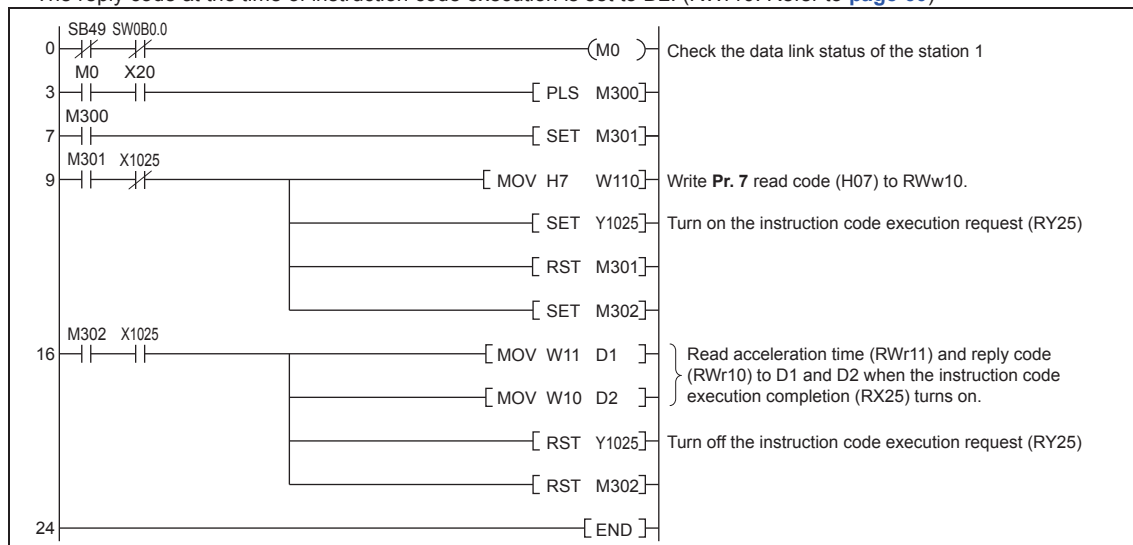 The reply code at the time of instruction code execution is set to D2. (RWr10: Refer to page 60)
SB49 SW0B0.0
0 (M0 ) Check the data link status of the station 1
M0 X20
3 [ PLS M300]
M300
7 [ SET M301]
M301 X1025
9 [ MOV H7 W110] Write Pr. 7 read code (H07) to RWw10.
[ SET Y1025] Turn on the instruction code execution request (RY25)
[ RST M301]
[ SET M302]
M302 X1025
16 [ MOV W11 D1 ] Read acceleration time (RWr11) and reply code
(RWr10) to D1 and D2 when the instruction code
[ MOV W10 D2 ] execution completion (RX25) turns on.
[ RST Y1025] Turn off the instruction code execution request (RY25)
[ RST M302]
24 [ END ]